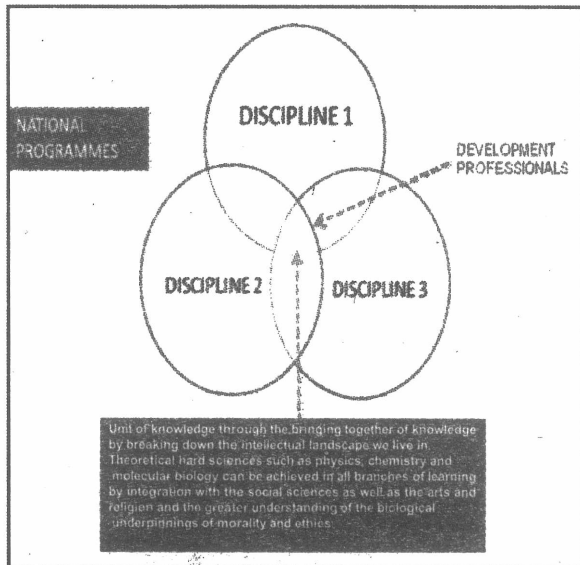 DISCIPLINE 1
NATIONAL
PROGRAMMES
DEVELOPMENT
PROFESSIONALS
DISCIPLINE 2
DISCIPLINE 3
Unit of knowledge through the bringing together of knowledge
by breaking down the intellectual landscape we live in.
Theoretical hard sciences such as physics, chemistry and
molecular biology can be achieved in all branches of learning
by integration with the social sciences as well as the arts and
religion and the greater understanding of the biological
underpinnings of morality and ethics